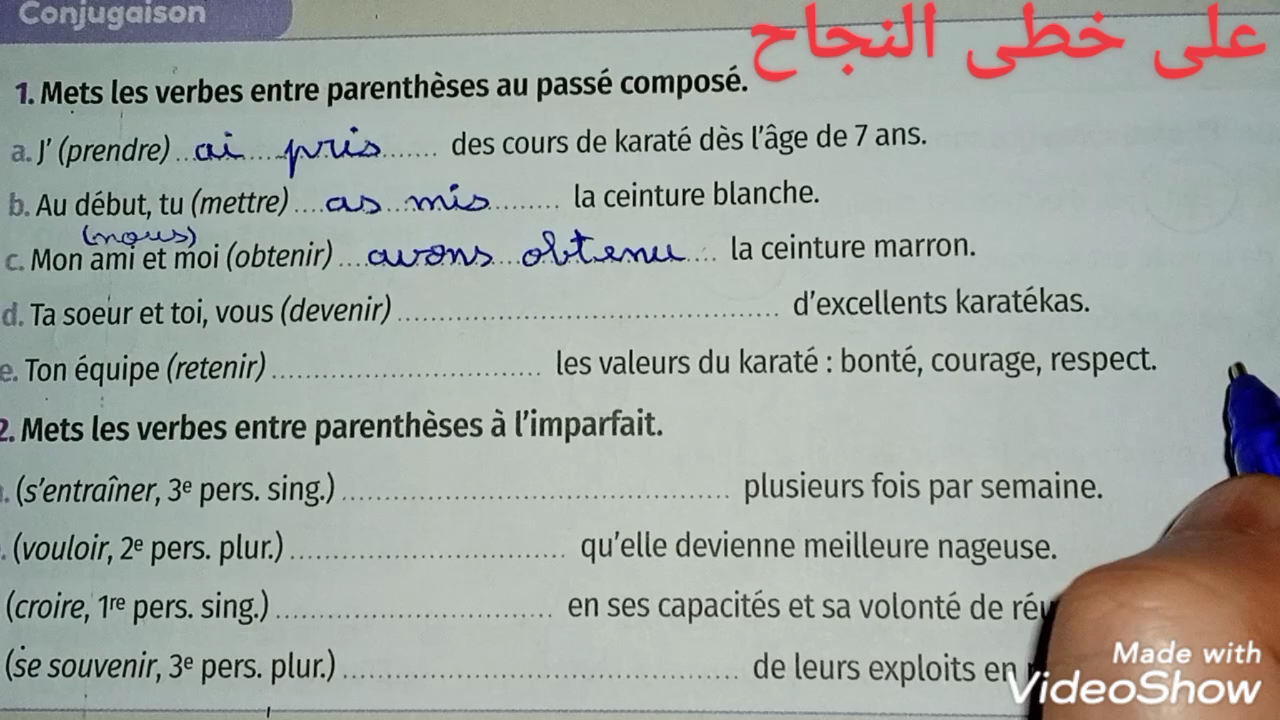 Conjugaison
على خطى النجاح
1. Mets les verbes entre parenthèses au passé composé.
a. J' (prendre) ... ai pris ... des cours de karaté dès l'âge de 7 ans.
b. Au début, tu (mettre) ... as mis ... la ceinture blanche.
(nous)
c. Mon ami et moi (obtenir) ... avons obtenu ... la ceinture marron.
d. Ta soeur et toi, vous (devenir) ... d'excellents karatékas.
e. Ton équipe (retenir) ... les valeurs du karaté : bonté, courage, respect.
2. Mets les verbes entre parenthèses à l'imparfait.
. (s'entraîner, 3e pers. sing.) ... plusieurs fois par semaine.
. (vouloir, 2e pers. plur.) ... qu'elle devienne meilleure nageuse.
(croire, 1re pers. sing.) ... en ses capacités et sa volonté de
(se souvenir, 3e pers. plur.) ... de leurs exploits en
Made with
VideoShow